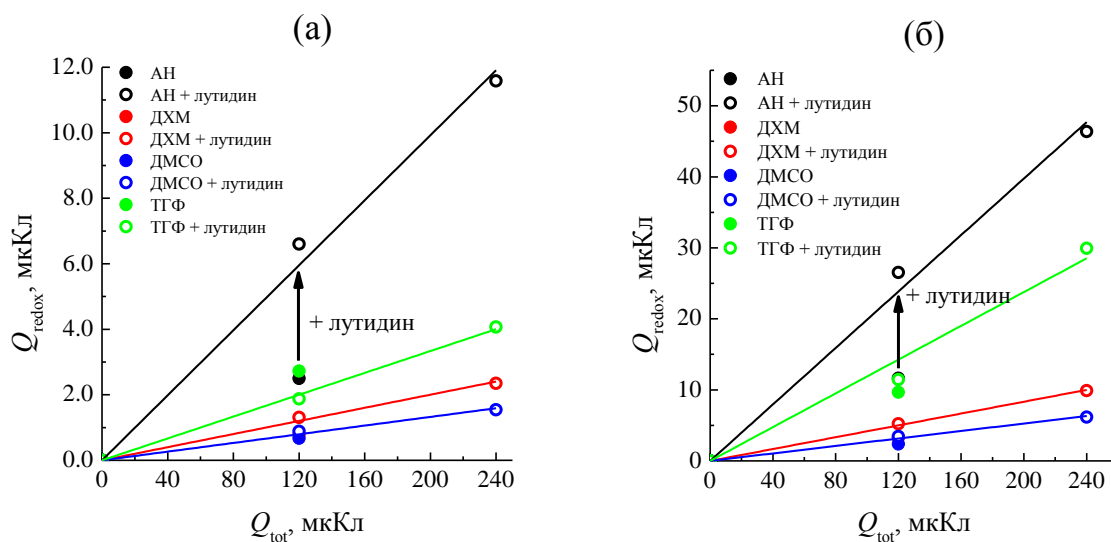 (а)
12.0
10.0
8.0
6.0
4.0
2.0
0.0
Qredox, мкКл
АН
АН + лутидин
ДХМ
ДХМ + лутидин
ДМСО
ДМСО + лутидин
ТГФ
ТГФ + лутидин
+ лутидин
0 40 80 120 160 200 240
Qtot, мкКл
(б)
50
40
30
20
10
0
Qredox, мкКл
АН
АН + лутидин
ДХМ
ДХМ + лутидин
ДМСО
ДМСО + лутидин
ТГФ
ТГФ + лутидин
+ лутидин
0 40 80 120 160 200 240
Qtot, мкКл